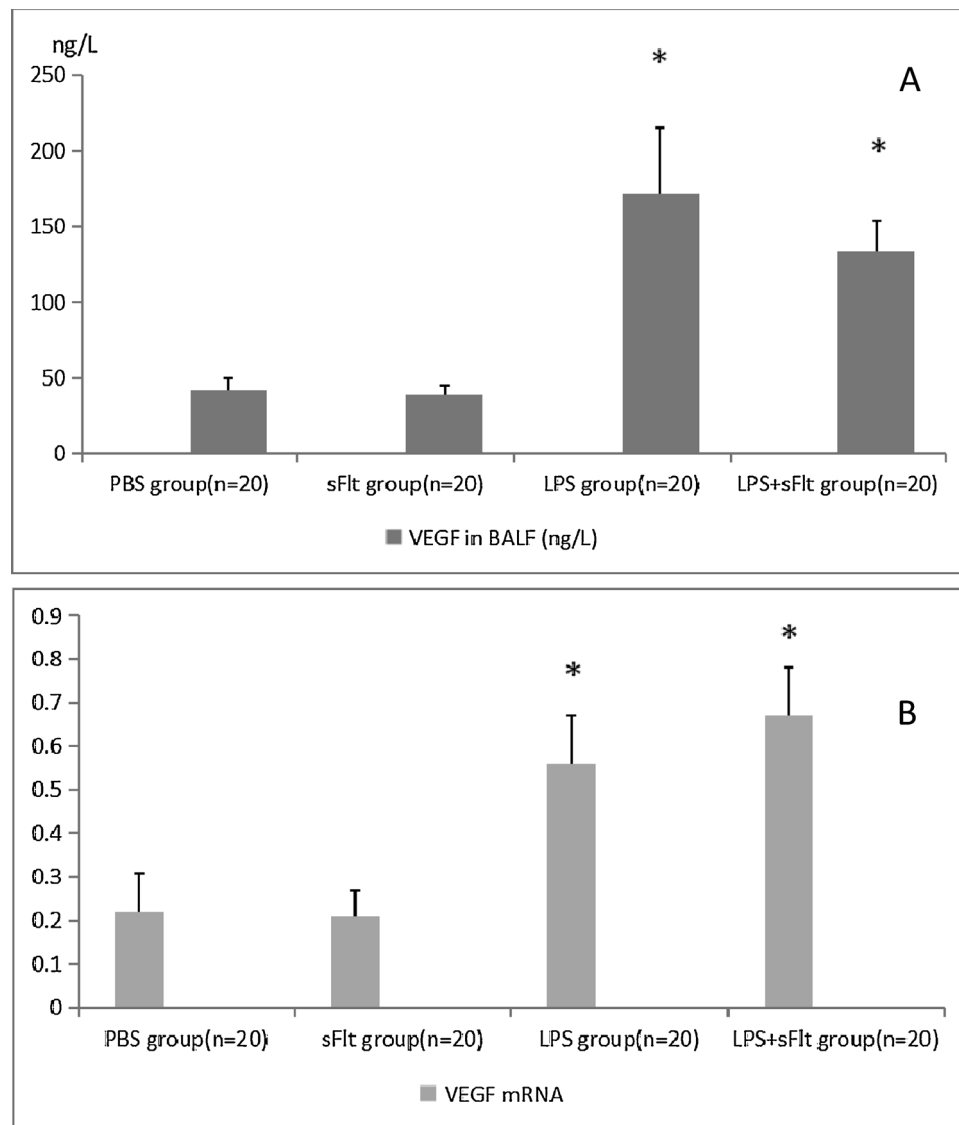 ng/L
*
A
250
*
200
150
100
50
0
PBS group(n=20) sFlt group(n=20) LPS group(n=20) LPS+sFlt group(n=20)
VEGF in BALF (ng/L)
0.9
*
0.8
*
0.7
B
0.6
0.5
0.4
0.3
0.2
0.1
0
PBS group(n=20) sFlt group(n=20) LPS group(n=20) LPS+sFlt group(n=20)
VEGF mRNA